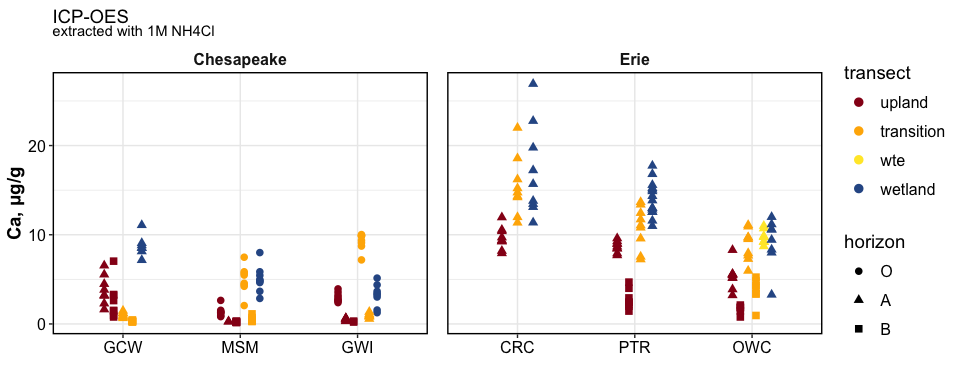 ICP-OES
extracted with 1M NH4Cl
Chesapeake
Erie
Ca, µg/g
20
10
0
GCW
MSM
GWI
CRC
PTR
OWC
transect
upland
transition
wte
wetland
horizon
O
A
B